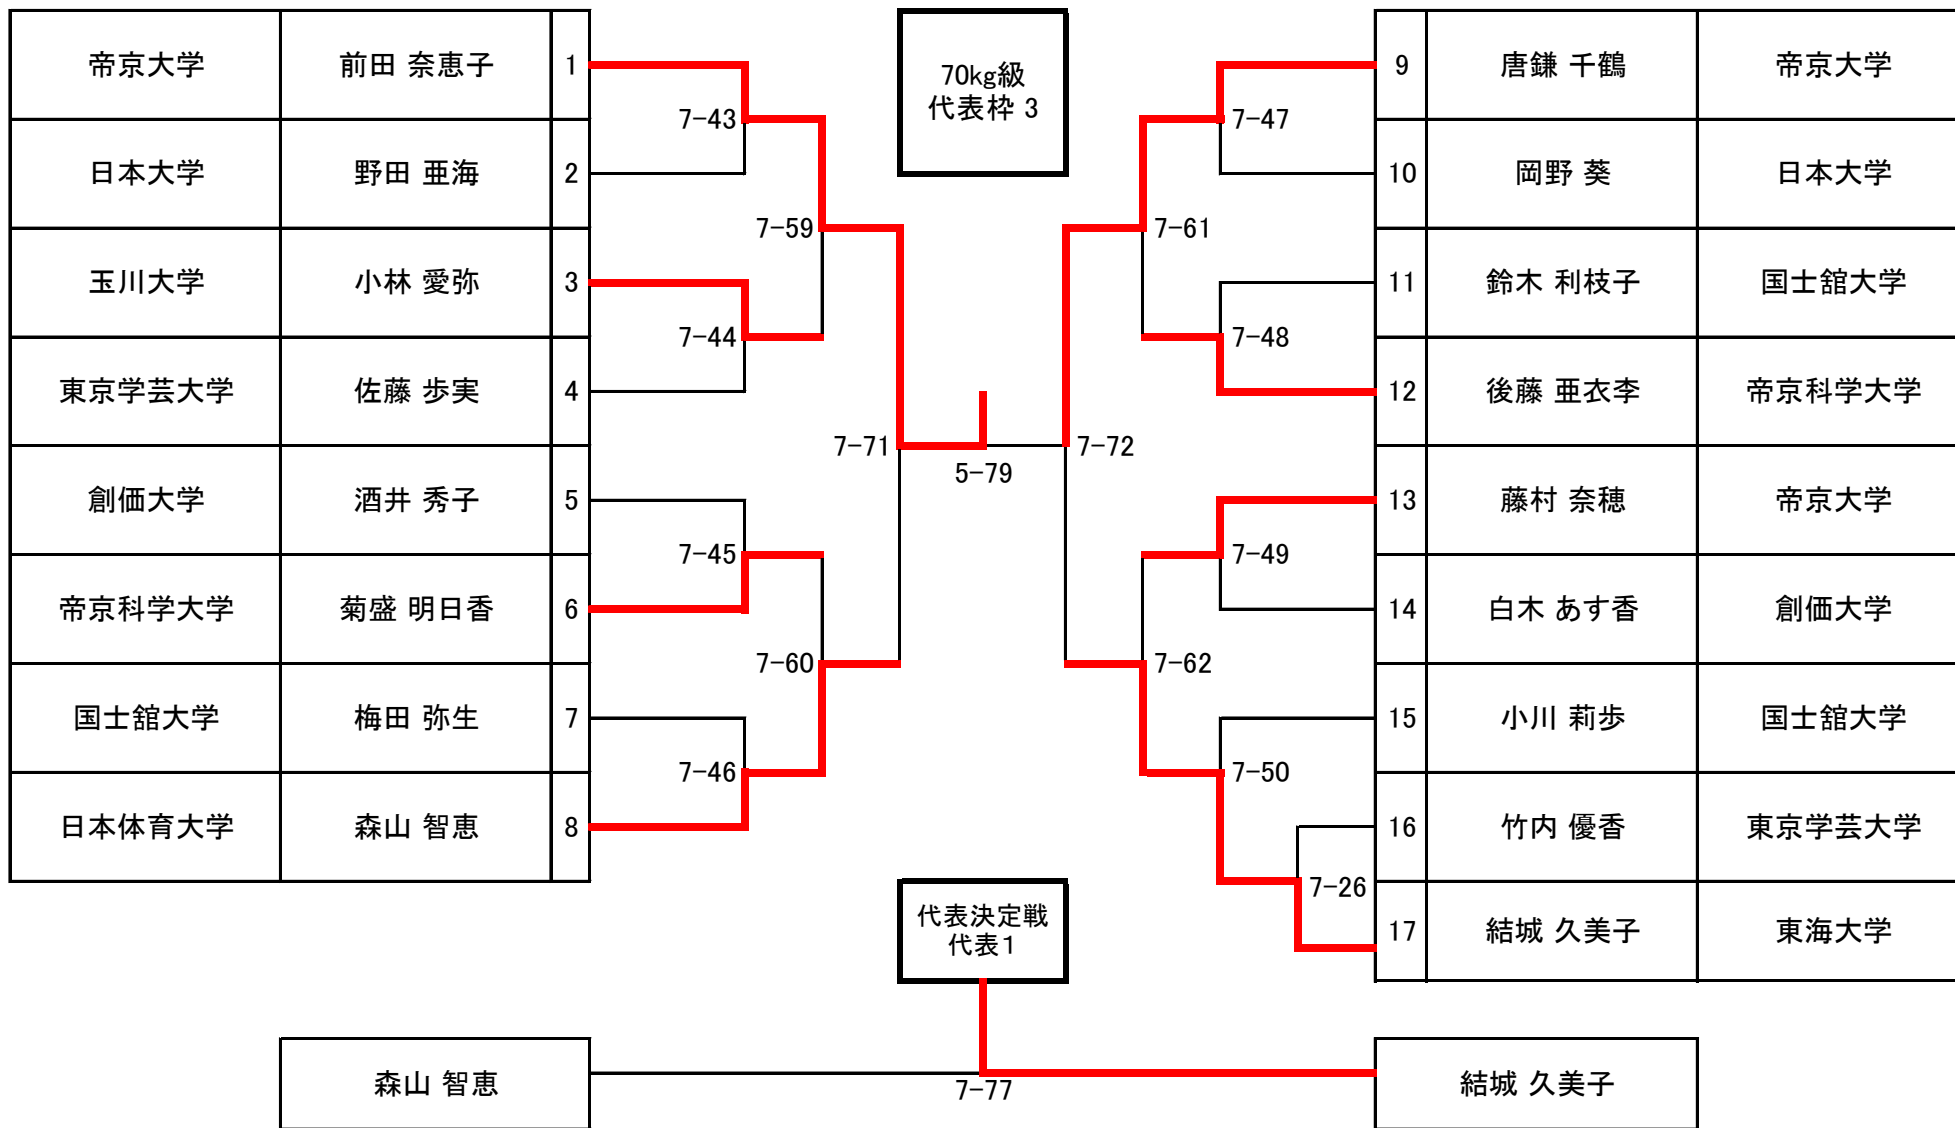 帝京大学 前田 奈恵子 1
日本大学 野田 亜海 2
玉川大学 小林 愛弥 3
東京学芸大学 佐藤 歩実 4
創価大学 酒井 秀子 5
帝京科学大学 菊盛 明日香 6
国士舘大学 梅田 弥生 7
日本体育大学 森山 智恵 8
7-43
7-44
7-45
7-46
7-59
7-60
7-71
70kg級
代表枠 3
5-79
7-72
7-61
7-62
7-47
7-48
7-49
7-50
7-26
9 唐鎌 千鶴 帝京大学
10 岡野 葵 日本大学
11 鈴木 利枝子 国士舘大学
12 後藤 亜衣李 帝京科学大学
13 藤村 奈穂 帝京大学
14 白木 あす香 創価大学
15 小川 莉歩 国士舘大学
16 竹内 優香 東京学芸大学
17 結城 久美子 東海大学
代表決定戦
代表1
森山 智恵
7-77
結城 久美子